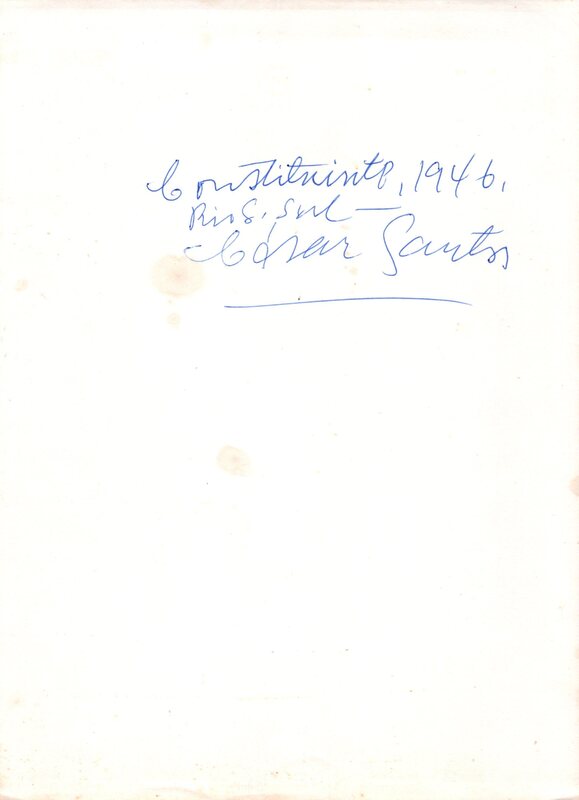 Constituinte, 1946.
Rio G. Sul —
César Santos